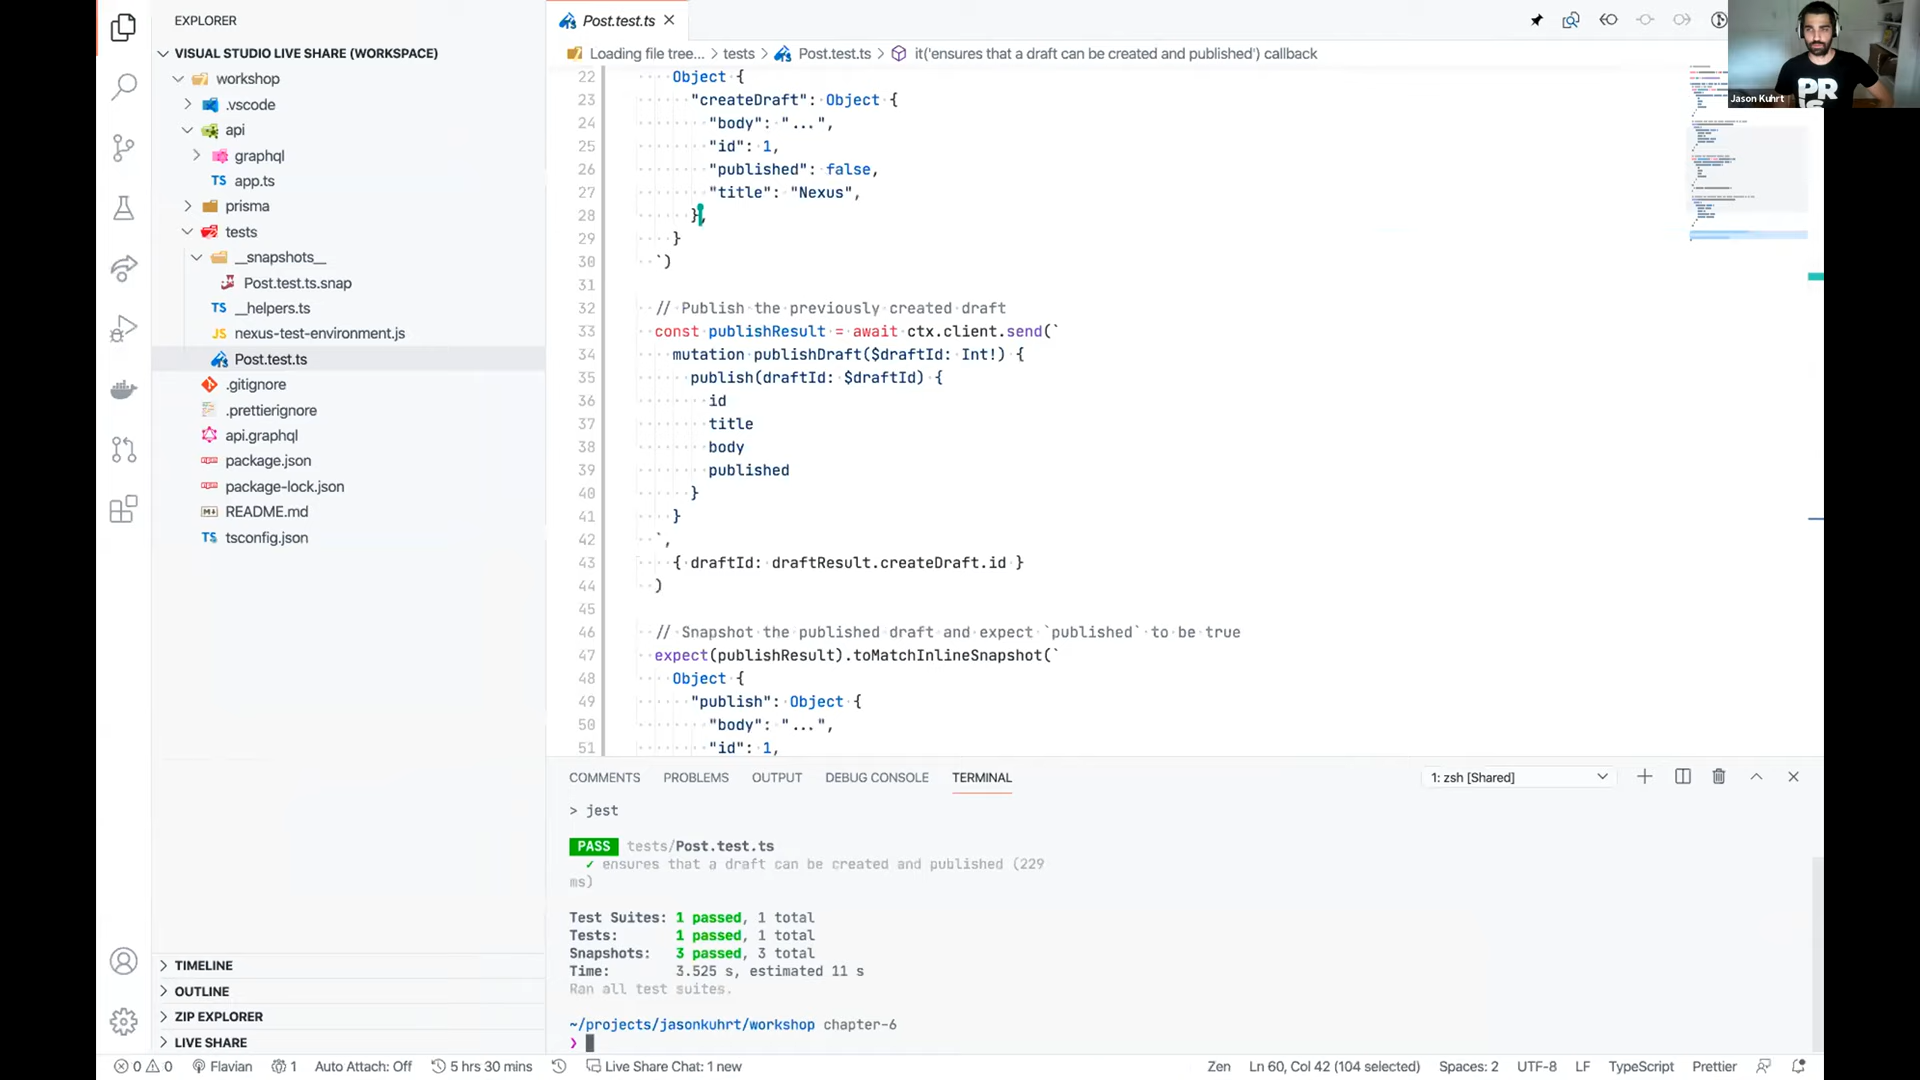 EXPLORER
VISUAL STUDIO LIVE SHARE (WORKSPACE)
workshop
.vscode
api
graphql
TS app.ts
prisma
tests
__snapshots__
Post.test.ts.snap
TS __helpers.ts
JS nexus-test-environment.js
Post.test.ts
.gitignore
.prettierignore
api.graphql
package.json
package-lock.json
README.md
TS tsconfig.json
TIMELINE
OUTLINE
ZIP EXPLORER
LIVE SHARE
Post.test.ts
Loading file tree... > tests > Post.test.ts > it('ensures that a draft can be created and published') callback
22 Object {
23 "createDraft": Object {
24 "body": "...",
25 "id": 1,
26 "published": false,
27 "title": "Nexus",
28 },
29 }
30 `)
31
32 // Publish the previously created draft
33 const publishResult = await ctx.client.send(`
34 mutation publishDraft($draftId: Int!) {
35 publish(draftId: $draftId) {
36 id
37 title
38 body
39 published
40 }
41 }
42 `,
43 { draftId: draftResult.createDraft.id }
44 )
45
46 // Snapshot the published draft and expect `published` to be true
47 expect(publishResult).toMatchInlineSnapshot(`
48 Object {
49 "publish": Object {
50 "body": "...",
51 "id": 1,
PR
Jason Kuhrt
COMMENTS PROBLEMS OUTPUT DEBUG CONSOLE TERMINAL 1: zsh [Shared]
> jest
PASS tests/Post.test.ts
✓ ensures that a draft can be created and published (229
ms)
Test Suites: 1 passed, 1 total
Tests: 1 passed, 1 total
Snapshots: 3 passed, 3 total
Time: 3.525 s, estimated 11 s
Ran all test suites.
~/projects/jasonkuhrt/workshop chapter-6
❯
0 0 Flavian 1 Auto Attach: Off 5 hrs 30 mins Live Share Chat: 1 new Zen Ln 60, Col 42 (104 selected) Spaces: 2 UTF-8 LF TypeScript Prettier